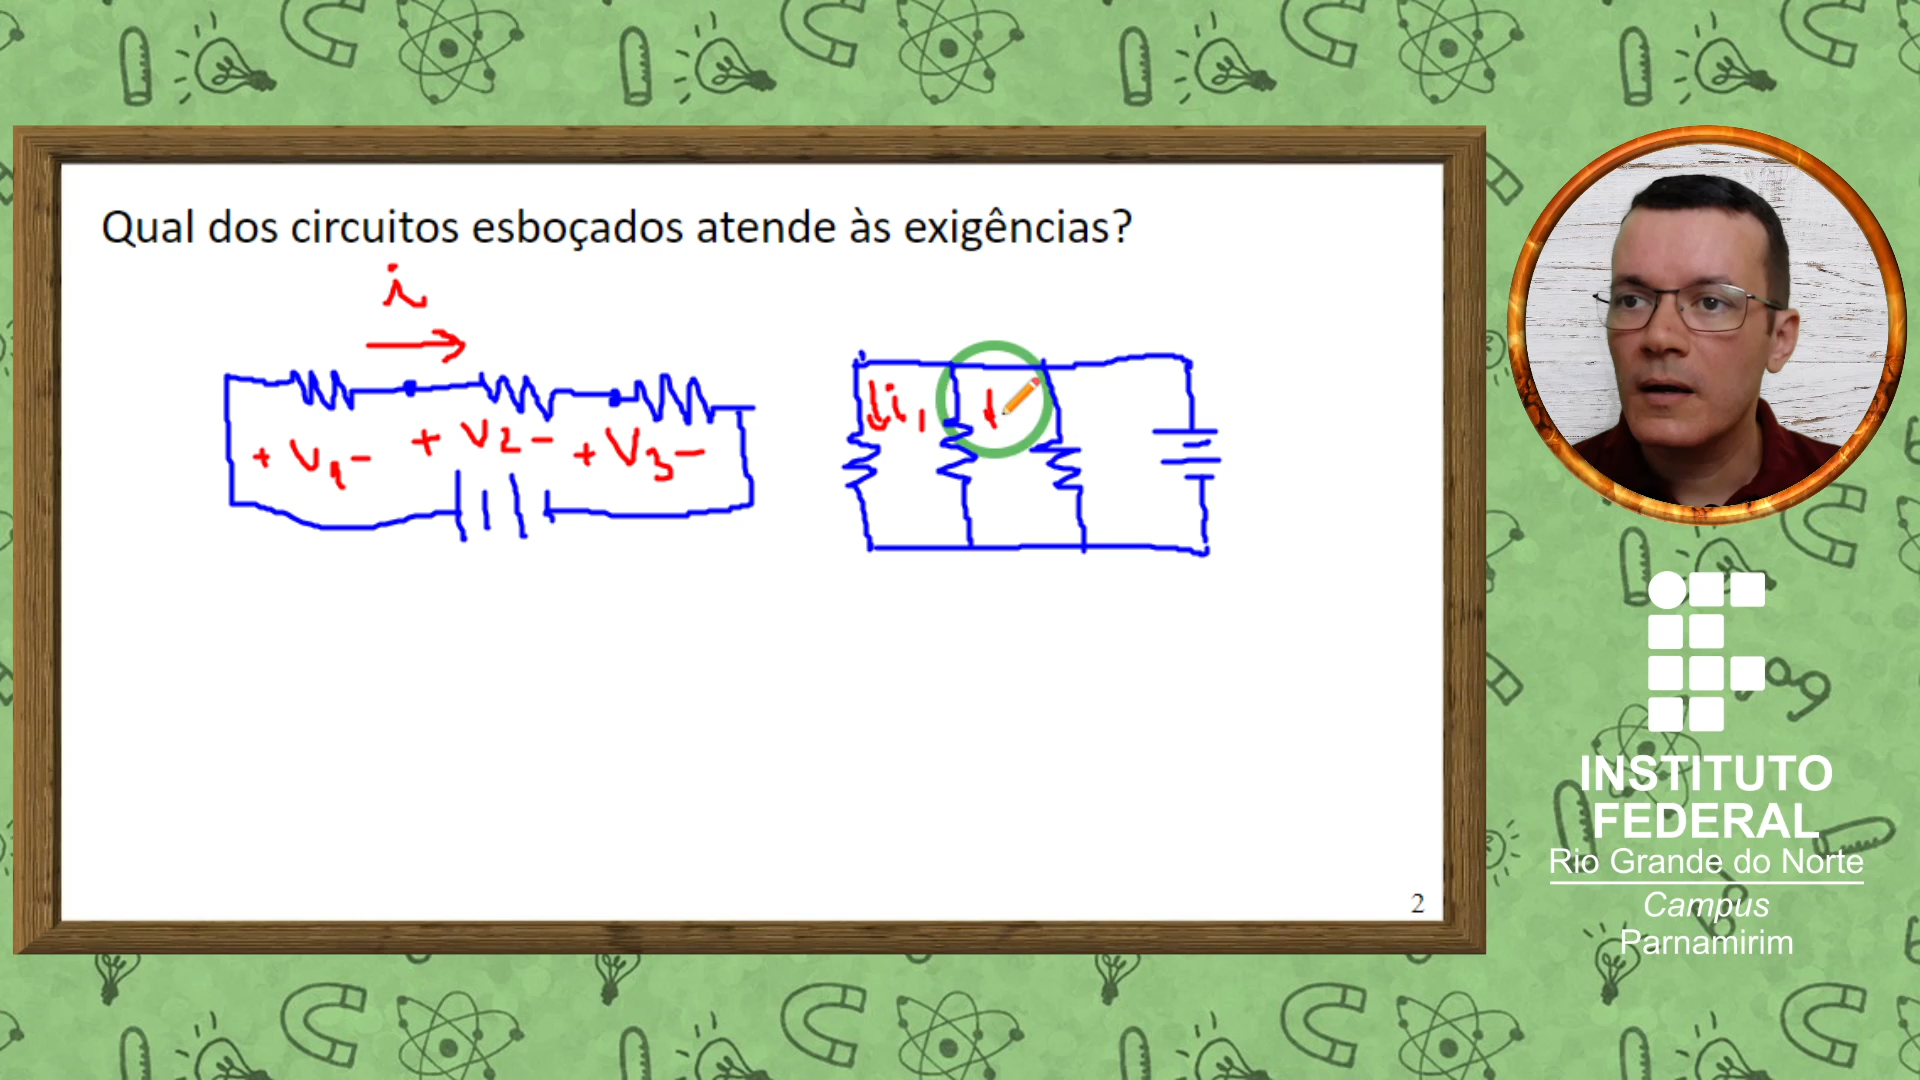 Qual dos circuitos esboçados atende às exigências?
i
+ V1 - + V2 - + V3 -
i1
2
INSTITUTO
FEDERAL
Rio Grande do Norte
Campus
Parnamirim